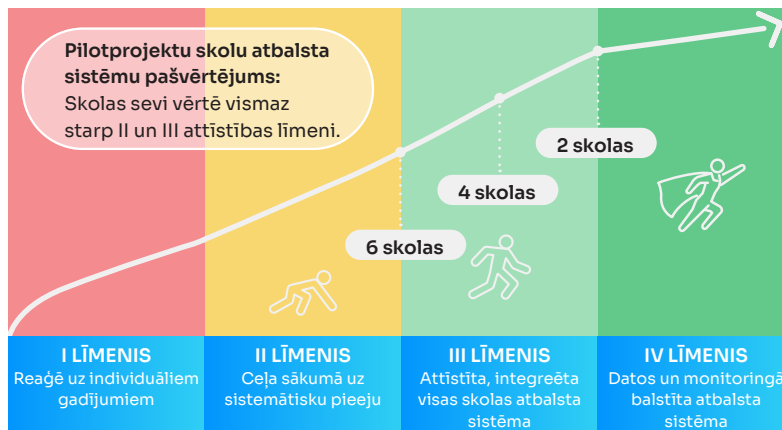 Pilotprojektu skolu atbalsta
sistēmu pašvērtējums:
Skolas sevi vērtē vismaz
starp II un III attīstības līmeni.
2 skolas
4 skolas
6 skolas
I LĪMENIS
Reaģē uz individuāliem
gadījumiem
II LĪMENIS
Ceļa sākumā uz
sistemātisku pieeju
III LĪMENIS
Attīstīta, integreēta
visas skolas atbalsta
sistēma
IV LĪMENIS
Datos un monitoringā
balstīta atbalsta
sistēma